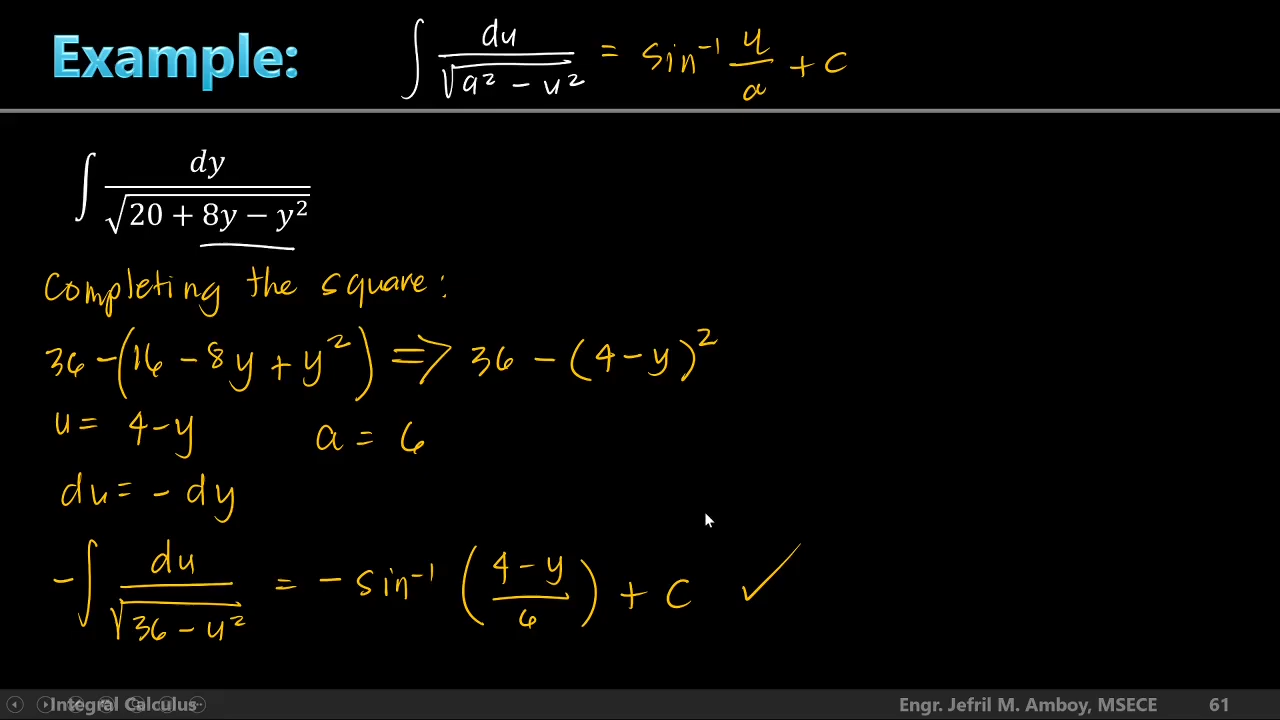 Example:
∫ du / √(a² − u²) = sin⁻¹ u/a + c
∫ dy / √(20 + 8y − y²)
Completing the square:
36 − (16 − 8y + y²) ⟹ 36 − (4 − y)²
u = 4 − y a = 6
du = − dy
− ∫ du / √(36 − u²) = − sin⁻¹ ((4 − y) / 6) + c ✓
Integral Calculus Engr. Jefril M. Amboy, MSECE 61